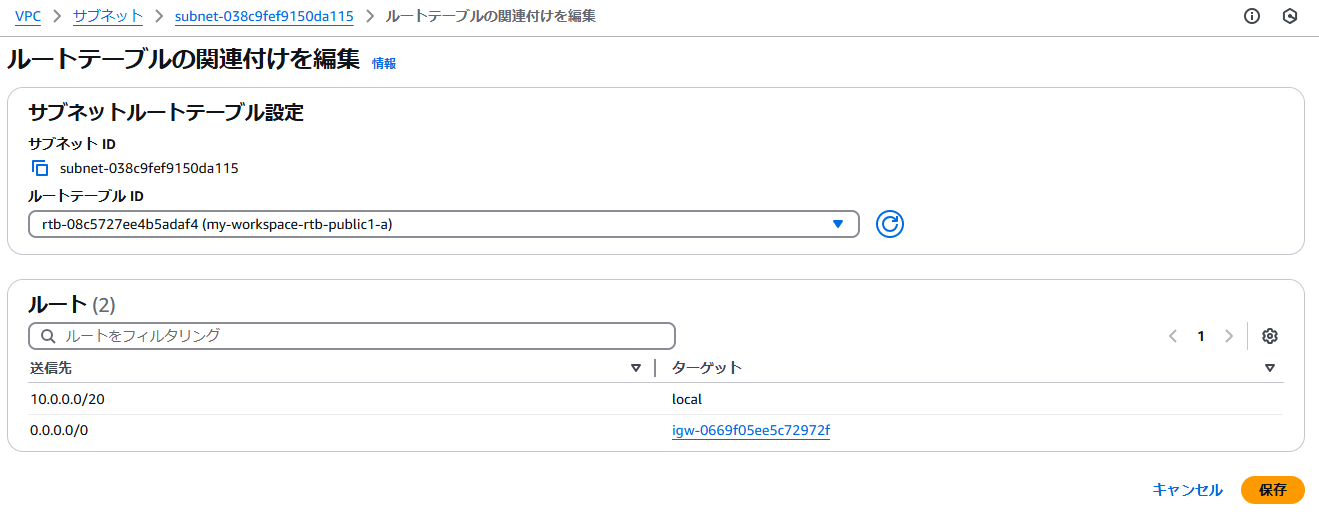 VPC > サブネット > subnet-038c9fef9150da115 > ルートテーブルの関連付けを編集
ルートテーブルの関連付けを編集 情報
サブネットルートテーブル設定
サブネット ID
subnet-038c9fef9150da115
ルートテーブル ID
rtb-08c5727ee4b5adaf4 (my-workspace-rtb-public1-a)
ルート (2)
ルートをフィルタリング
1
送信先 ターゲット
10.0.0.0/20 local
0.0.0.0/0 igw-0669f05ee5c72972f
キャンセル 保存